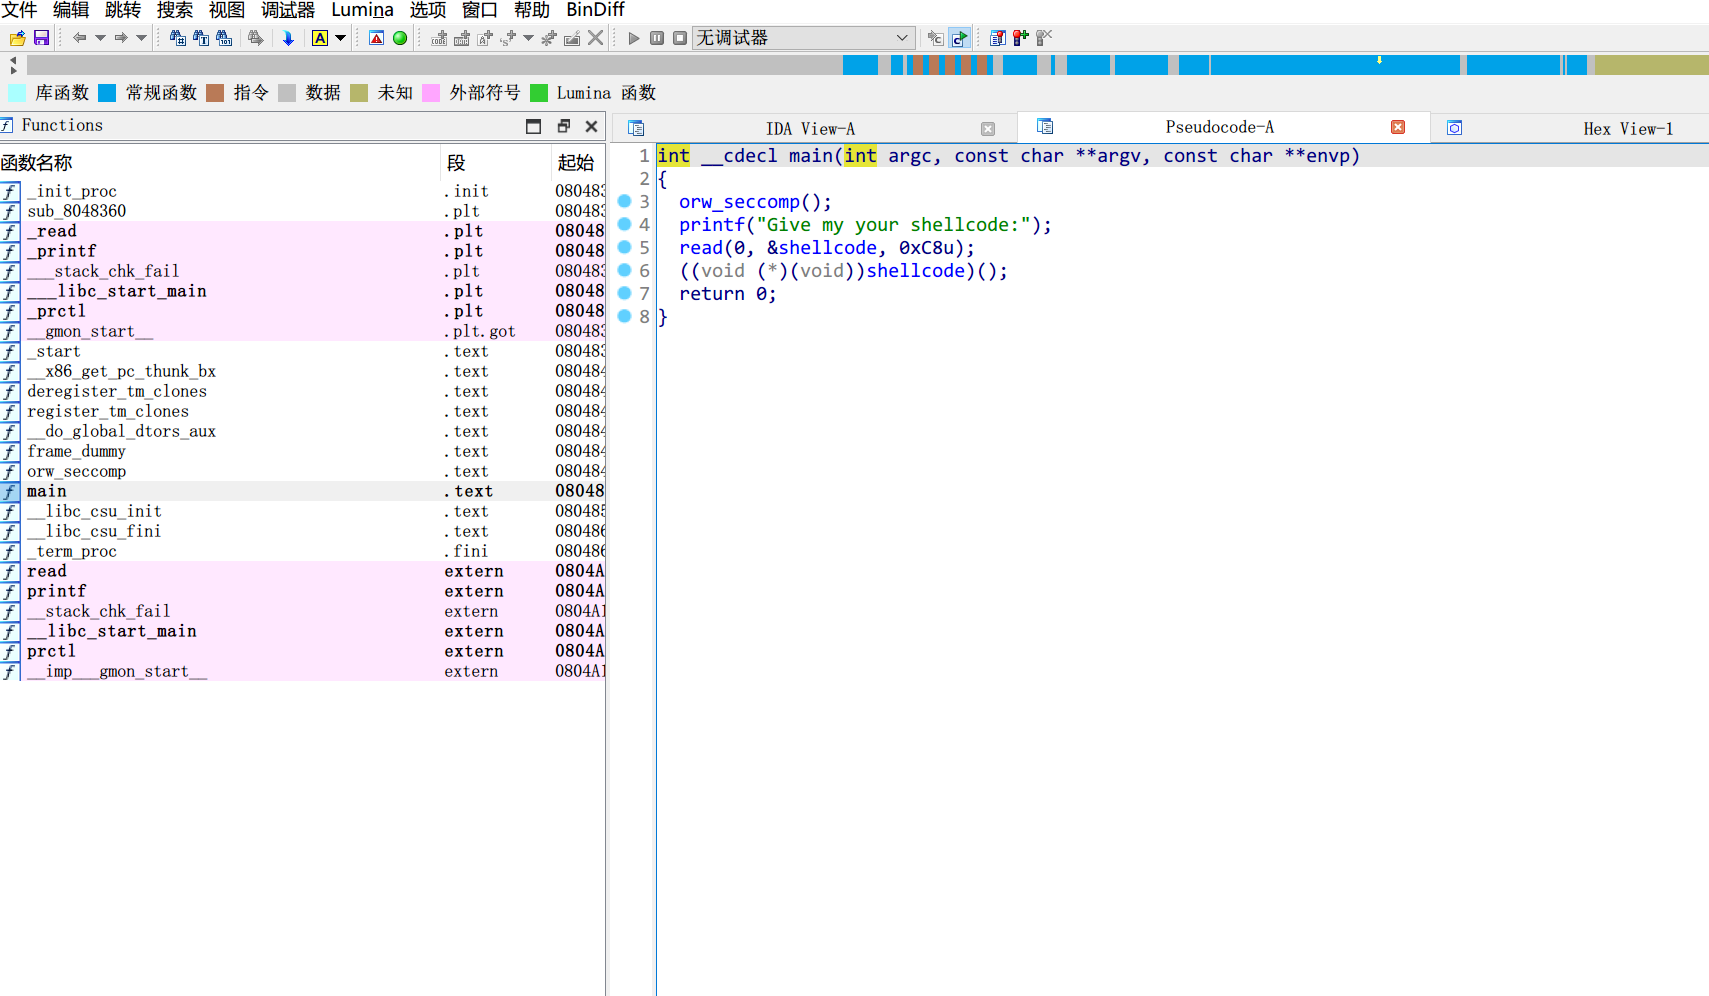 文件 编辑 跳转 搜索 视图 调试器 Lumina 选项 窗口 帮助 BinDiff
无调试器
库函数 常规函数 指令 数据 未知 外部符号 Lumina 函数
Functions
函数名称 段 起始
_init_proc .init 080483
sub_8048360 .plt 080483
_read .plt 08048
_printf .plt 08048
___stack_chk_fail .plt 080483
___libc_start_main .plt 08048
_prctl .plt 08048
__gmon_start__ .plt.got 080483
_start .text 080483
__x86_get_pc_thunk_bx .text 080484
deregister_tm_clones .text 080484
register_tm_clones .text 080484
__do_global_dtors_aux .text 080484
frame_dummy .text 080484
orw_seccomp .text 080484
main .text 08048
__libc_csu_init .text 080485
__libc_csu_fini .text 080486
_term_proc .fini 080486
read extern 0804A
printf extern 0804A
__stack_chk_fail extern 0804A1
__libc_start_main extern 0804A
prctl extern 0804A
__imp___gmon_start__ extern 0804A1
IDA View-A Pseudocode-A Hex View-1
1 int __cdecl main(int argc, const char **argv, const char **envp)
2 {
3 orw_seccomp();
4 printf("Give my your shellcode:");
5 read(0, &shellcode, 0xC8u);
6 ((void (*)(void))shellcode)();
7 return 0;
8 }